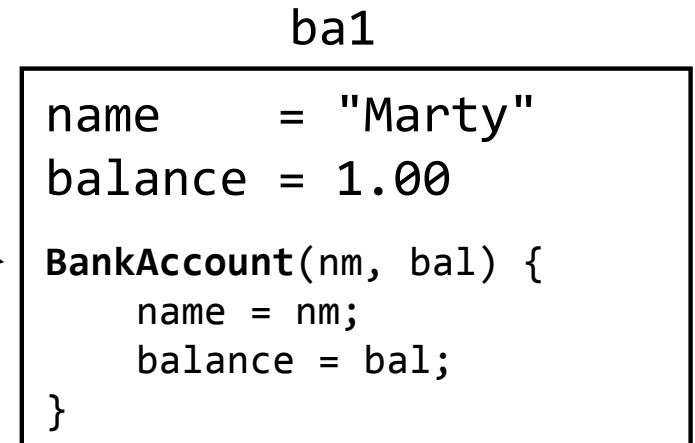 ba1
name    = "Marty"
balance = 1.00
BankAccount(nm, bal) {
    name = nm;
    balance = bal;
}